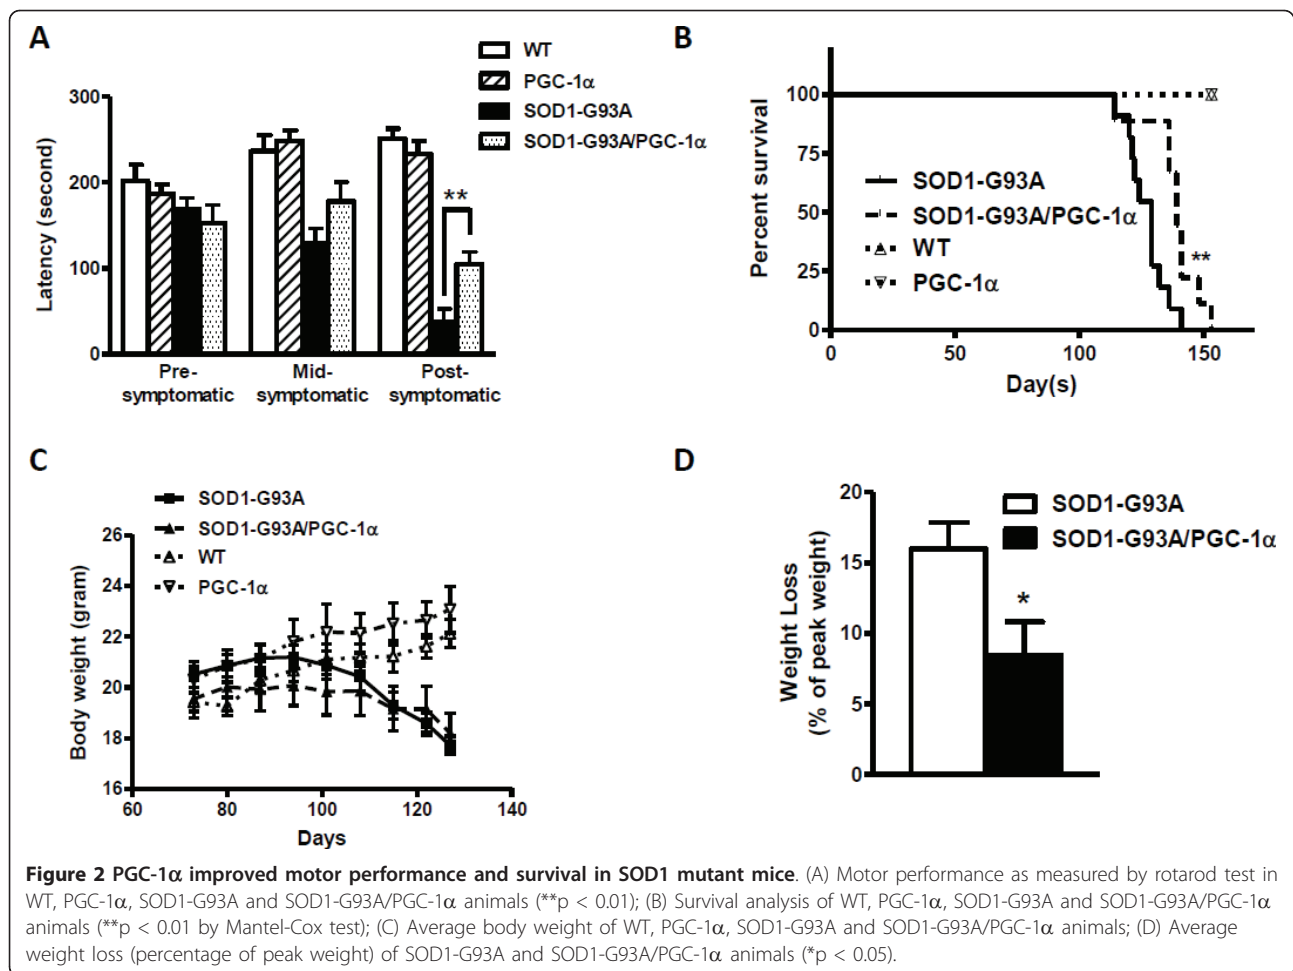 A
WT
PGC-1α
SOD1-G93A
SOD1-G93A/PGC-1α
300
200
100
0
Latency (second)
**
Pre-
symptomatic
Mid-
symptomatic
Post-
symptomatic
B
100
75
50
25
0
Percent survival
SOD1-G93A
SOD1-G93A/PGC-1α
WT
PGC-1α
**
0
50
100
150
Day(s)
C
SOD1-G93A
SOD1-G93A/PGC-1α
WT
PGC-1α
26
24
22
20
18
16
Body weight (gram)
60
80
100
120
140
Days
D
20
15
10
5
0
Weight Loss
(% of peak weight)
SOD1-G93A
SOD1-G93A/PGC-1α
*
Figure 2 PGC-1α improved motor performance and survival in SOD1 mutant mice. (A) Motor performance as measured by rotarod test in
WT, PGC-1α, SOD1-G93A and SOD1-G93A/PGC-1α animals (**p < 0.01); (B) Survival analysis of WT, PGC-1α, SOD1-G93A and SOD1-G93A/PGC-1α
animals (**p < 0.01 by Mantel-Cox test); (C) Average body weight of WT, PGC-1α, SOD1-G93A and SOD1-G93A/PGC-1α animals; (D) Average
weight loss (percentage of peak weight) of SOD1-G93A and SOD1-G93A/PGC-1α animals (*p < 0.05).